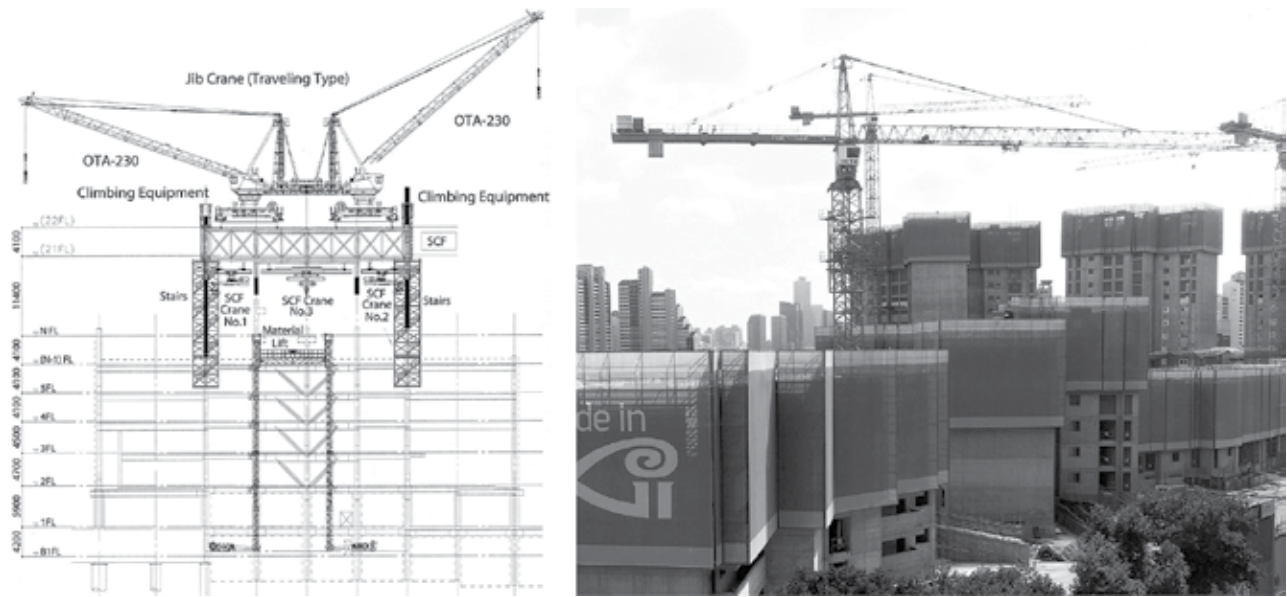 Jib Crane (Traveling Type)
OTA-230
OTA-230
Climbing Equipment
Climbing Equipment
(22FL)
4100
SCF
(21FL)
11400
Stairs
SCF
Crane
No.1
SCF Crane
No.3
SCF
Crane
No.2
Stairs
Material
Lift
N FL
4100
(N-1) FL
4100
5FL
4100
4FL
4500
3FL
4700
2FL
5900
1FL
4200
B1FL
de in